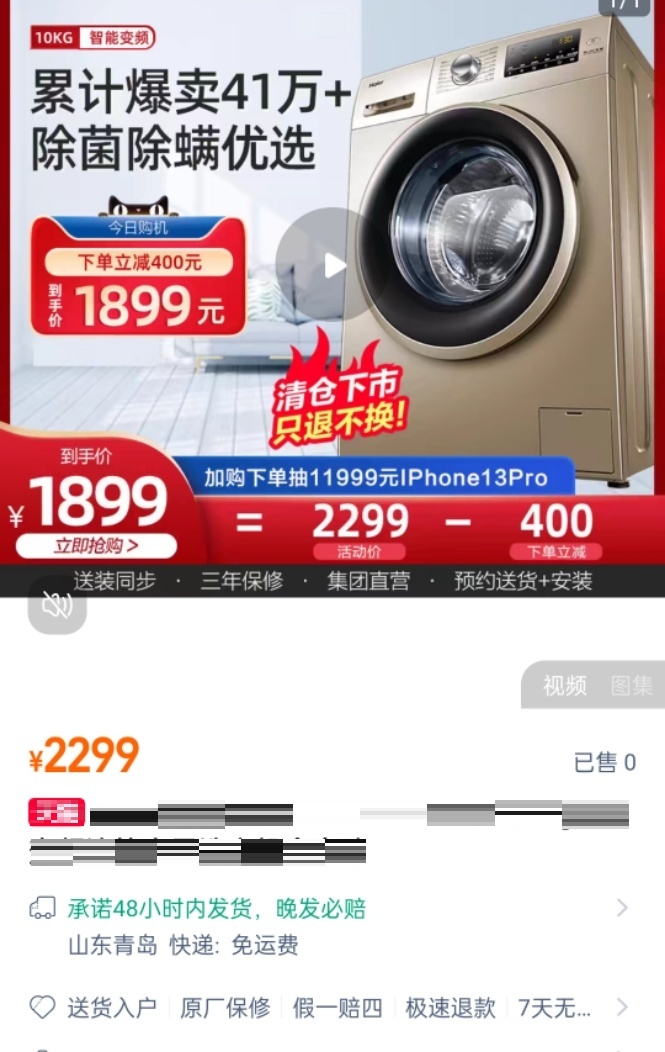 1/1
10KG 智能变频
Haier
累计爆卖41万+
除菌除螨优选
今日购机
下单立减400元
到手价 1899元
清仓下市
只退不换!
到手价
¥1899
立即抢购 >
加购下单抽11999元IPhone13Pro
= 2299 - 400
活动价 下单立减
送装同步 · 三年保修 · 集团直营 · 预约送货+安装
视频 图集
¥2299 已售 0
承诺48小时内发货，晚发必赔
山东青岛 快递: 免运费
送货入户 原厂保修 假一赔四 极速退款 7天无...